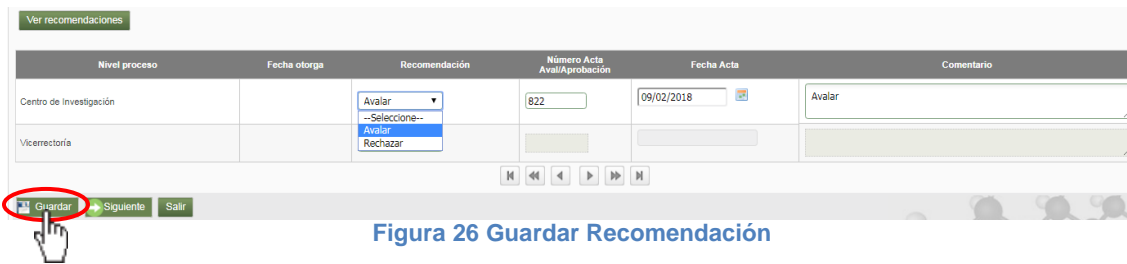 Ver recomendaciones
Nivel proceso Fecha otorga Recomendación Número Acta Aval/Aprobación Fecha Acta Comentario
Centro de Investigación Avalar 822 09/02/2018 Avalar
--Seleccione--
Avalar
Rechazar
Vicerrectoría
Guardar Siguiente Salir
Figura 26 Guardar Recomendación